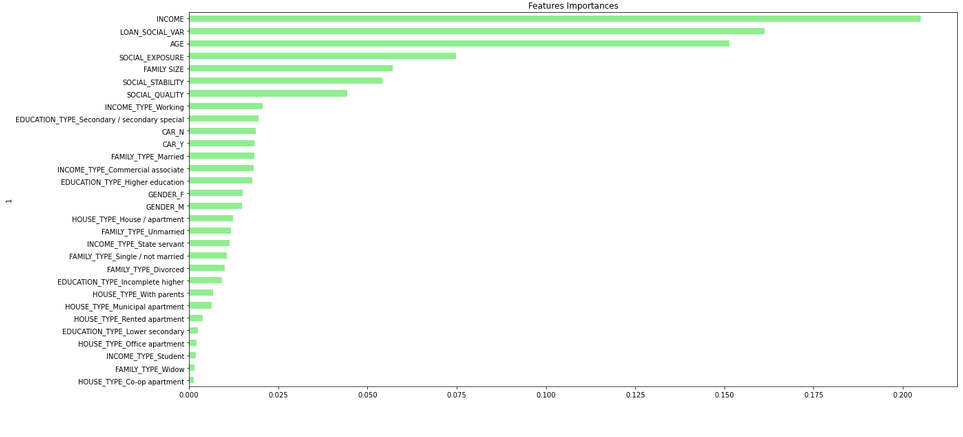 Features Importances
INCOME
LOAN_SOCIAL_VAR
AGE
SOCIAL_EXPOSURE
FAMILY SIZE
SOCIAL_STABILITY
SOCIAL_QUALITY
INCOME_TYPE_Working
EDUCATION_TYPE_Secondary / secondary special
CAR_N
CAR_Y
FAMILY_TYPE_Married
INCOME_TYPE_Commercial associate
EDUCATION_TYPE_Higher education
GENDER_F
1
GENDER_M
HOUSE_TYPE_House / apartment
FAMILY_TYPE_Unmarried
INCOME_TYPE_State servant
FAMILY_TYPE_Single / not married
FAMILY_TYPE_Divorced
EDUCATION_TYPE_Incomplete higher
HOUSE_TYPE_With parents
HOUSE_TYPE_Municipal apartment
HOUSE_TYPE_Rented apartment
EDUCATION_TYPE_Lower secondary
HOUSE_TYPE_Office apartment
INCOME_TYPE_Student
FAMILY_TYPE_Widow
HOUSE_TYPE_Co-op apartment
0.000 0.025 0.050 0.075 0.100 0.125 0.150 0.175 0.200